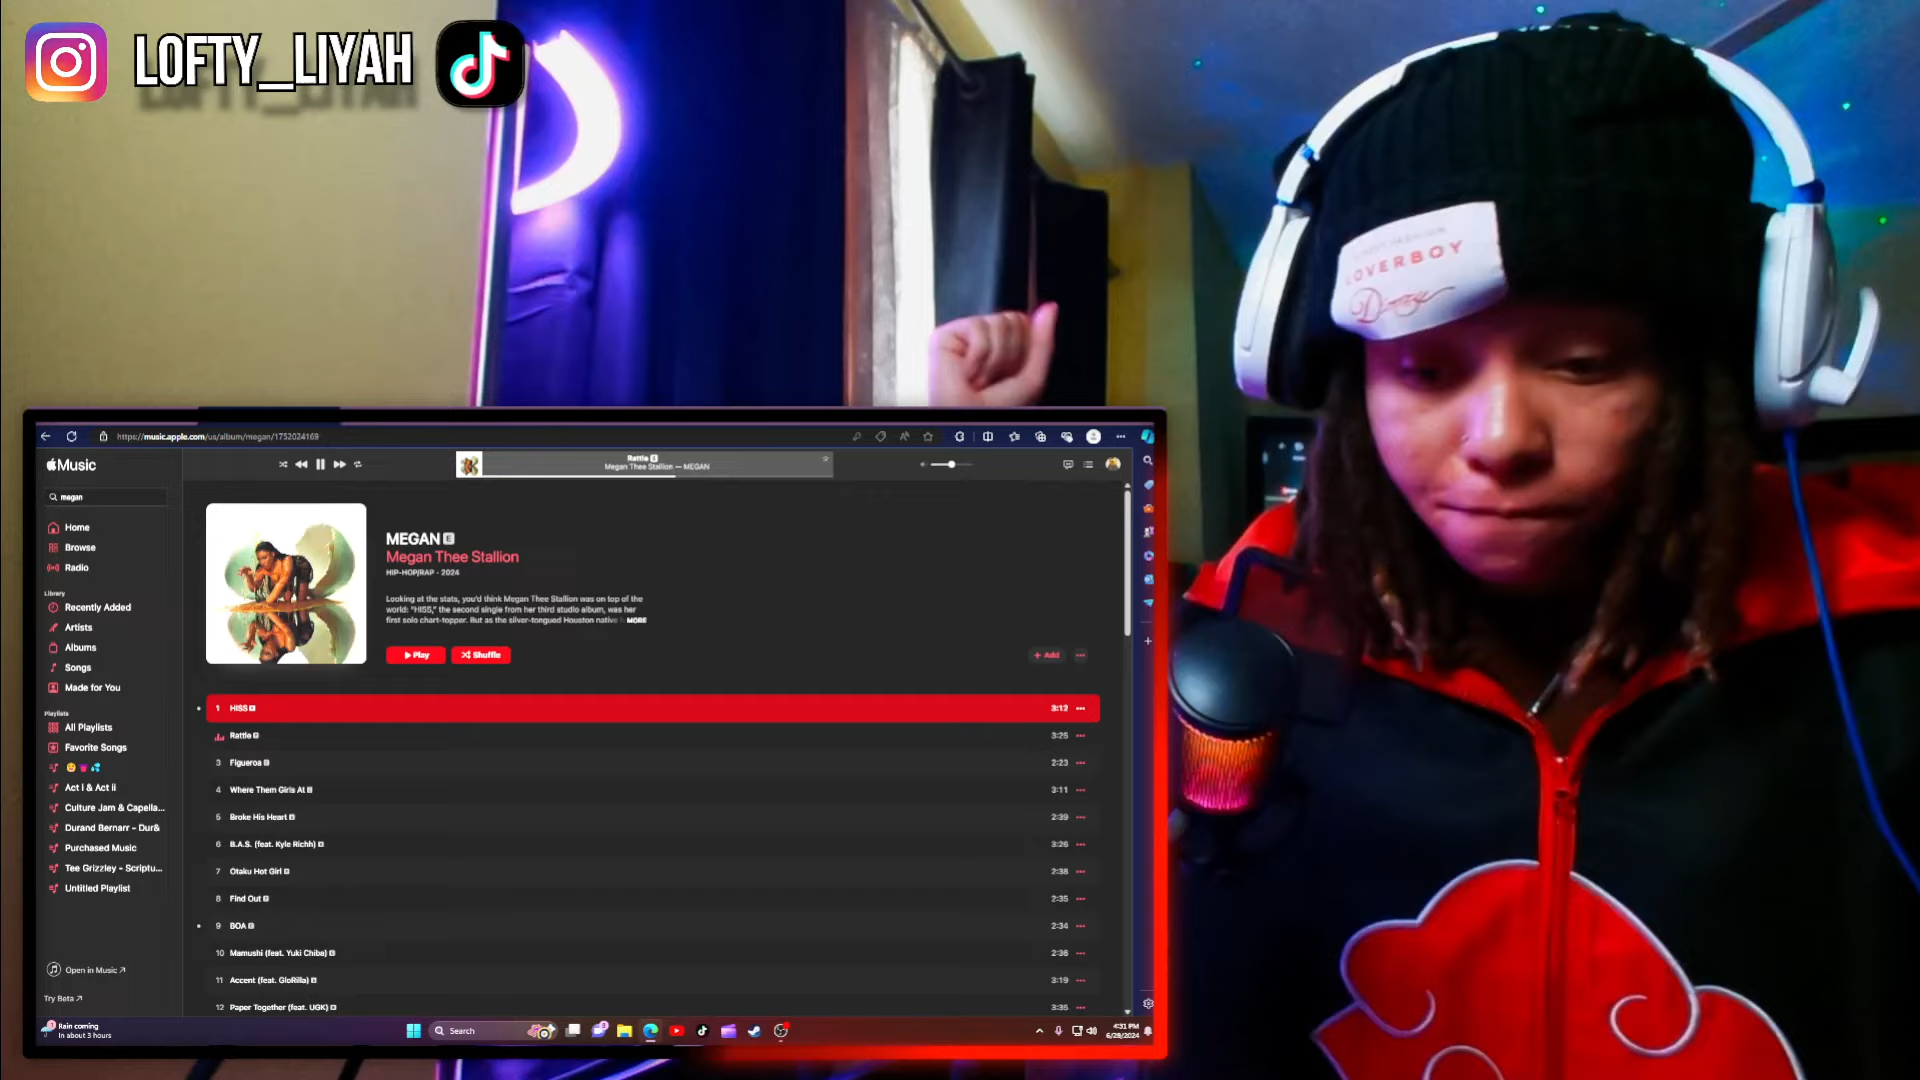 LOFTY_LIYAH
LOVERBOY
https://music.apple.com/us/album/megan/1752024169
Music
Rattle E
Megan Thee Stallion — MEGAN
megan
Home
Browse
Radio
Library
Recently Added
Artists
Albums
Songs
Made for You
Playlists
All Playlists
Favorite Songs
Act i & Act ii
Culture Jam & Capella...
Durand Bernarr - Dur&
Purchased Music
Tee Grizzley - Scriptu...
Untitled Playlist
Open in Music
Try Beta
MEGAN E
Megan Thee Stallion
HIP-HOP/RAP · 2024
Looking at the stats, you'd think Megan Thee Stallion was on top of the
world: "HISS," the second single from her third studio album, was her
first solo chart-topper. But as the silver-tongued Houston native MORE
Play
Shuffle
+ Add
1 HISS E 3:12
Rattle E 3:25
3 Figueroa E 2:23
4 Where Them Girls At E 3:11
5 Broke His Heart E 2:39
6 B.A.S. (feat. Kyle Richh) E 3:26
7 Otaku Hot Girl E 2:38
8 Find Out E 2:35
9 BOA E 2:34
10 Mamushi (feat. Yuki Chiba) E 2:36
11 Accent (feat. GloRilla) E 3:19
12 Paper Together (feat. UGK) E 3:35
Rain coming
In about 3 hours
Search
4:31 PM
6/28/2024